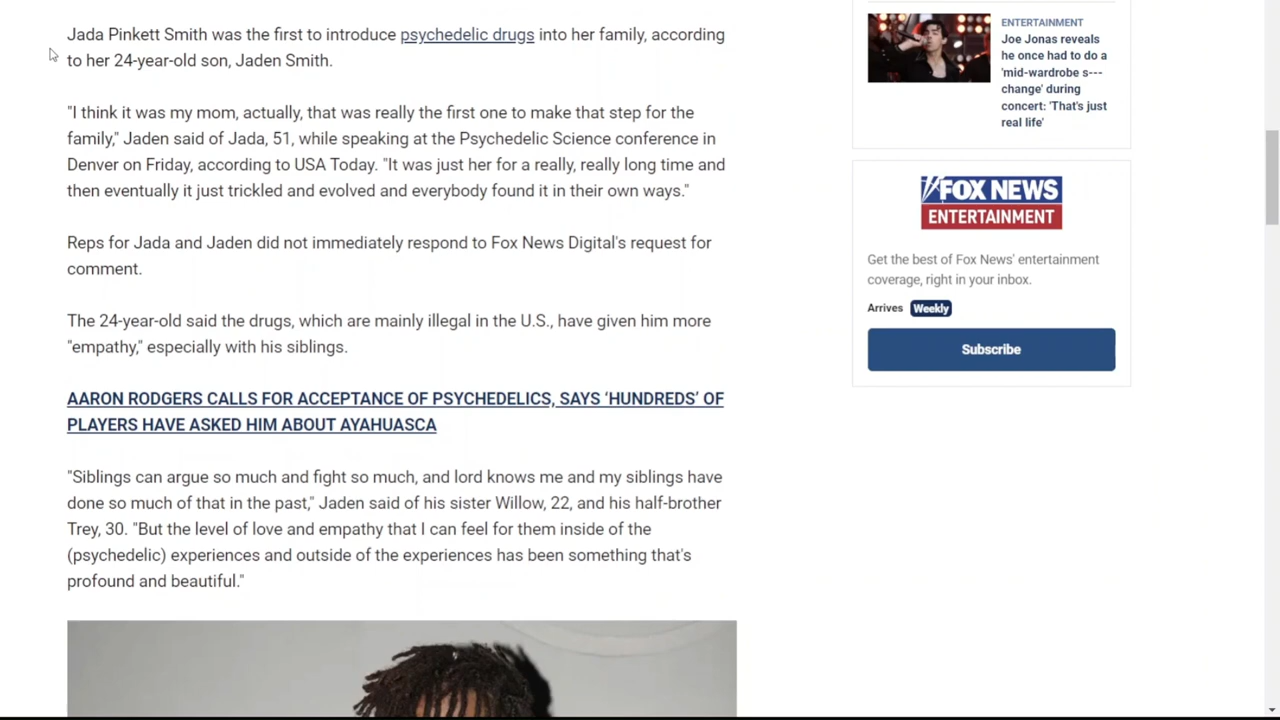 Jada Pinkett Smith was the first to introduce psychedelic drugs into her family, according
to her 24-year-old son, Jaden Smith.
"I think it was my mom, actually, that was really the first one to make that step for the
family," Jaden said of Jada, 51, while speaking at the Psychedelic Science conference in
Denver on Friday, according to USA Today. "It was just her for a really, really long time and
then eventually it just trickled and evolved and everybody found it in their own ways."
Reps for Jada and Jaden did not immediately respond to Fox News Digital's request for
comment.
The 24-year-old said the drugs, which are mainly illegal in the U.S., have given him more
"empathy," especially with his siblings.
AARON RODGERS CALLS FOR ACCEPTANCE OF PSYCHEDELICS, SAYS ‘HUNDREDS’ OF
PLAYERS HAVE ASKED HIM ABOUT AYAHUASCA
"Siblings can argue so much and fight so much, and lord knows me and my siblings have
done so much of that in the past," Jaden said of his sister Willow, 22, and his half-brother
Trey, 30. "But the level of love and empathy that I can feel for them inside of the
(psychedelic) experiences and outside of the experiences has been something that's
profound and beautiful."
ENTERTAINMENT
Joe Jonas reveals
he once had to do a
'mid-wardrobe s---
change' during
concert: 'That's just
real life'
FOX NEWS
ENTERTAINMENT
Get the best of Fox News' entertainment
coverage, right in your inbox.
Arrives Weekly
Subscribe